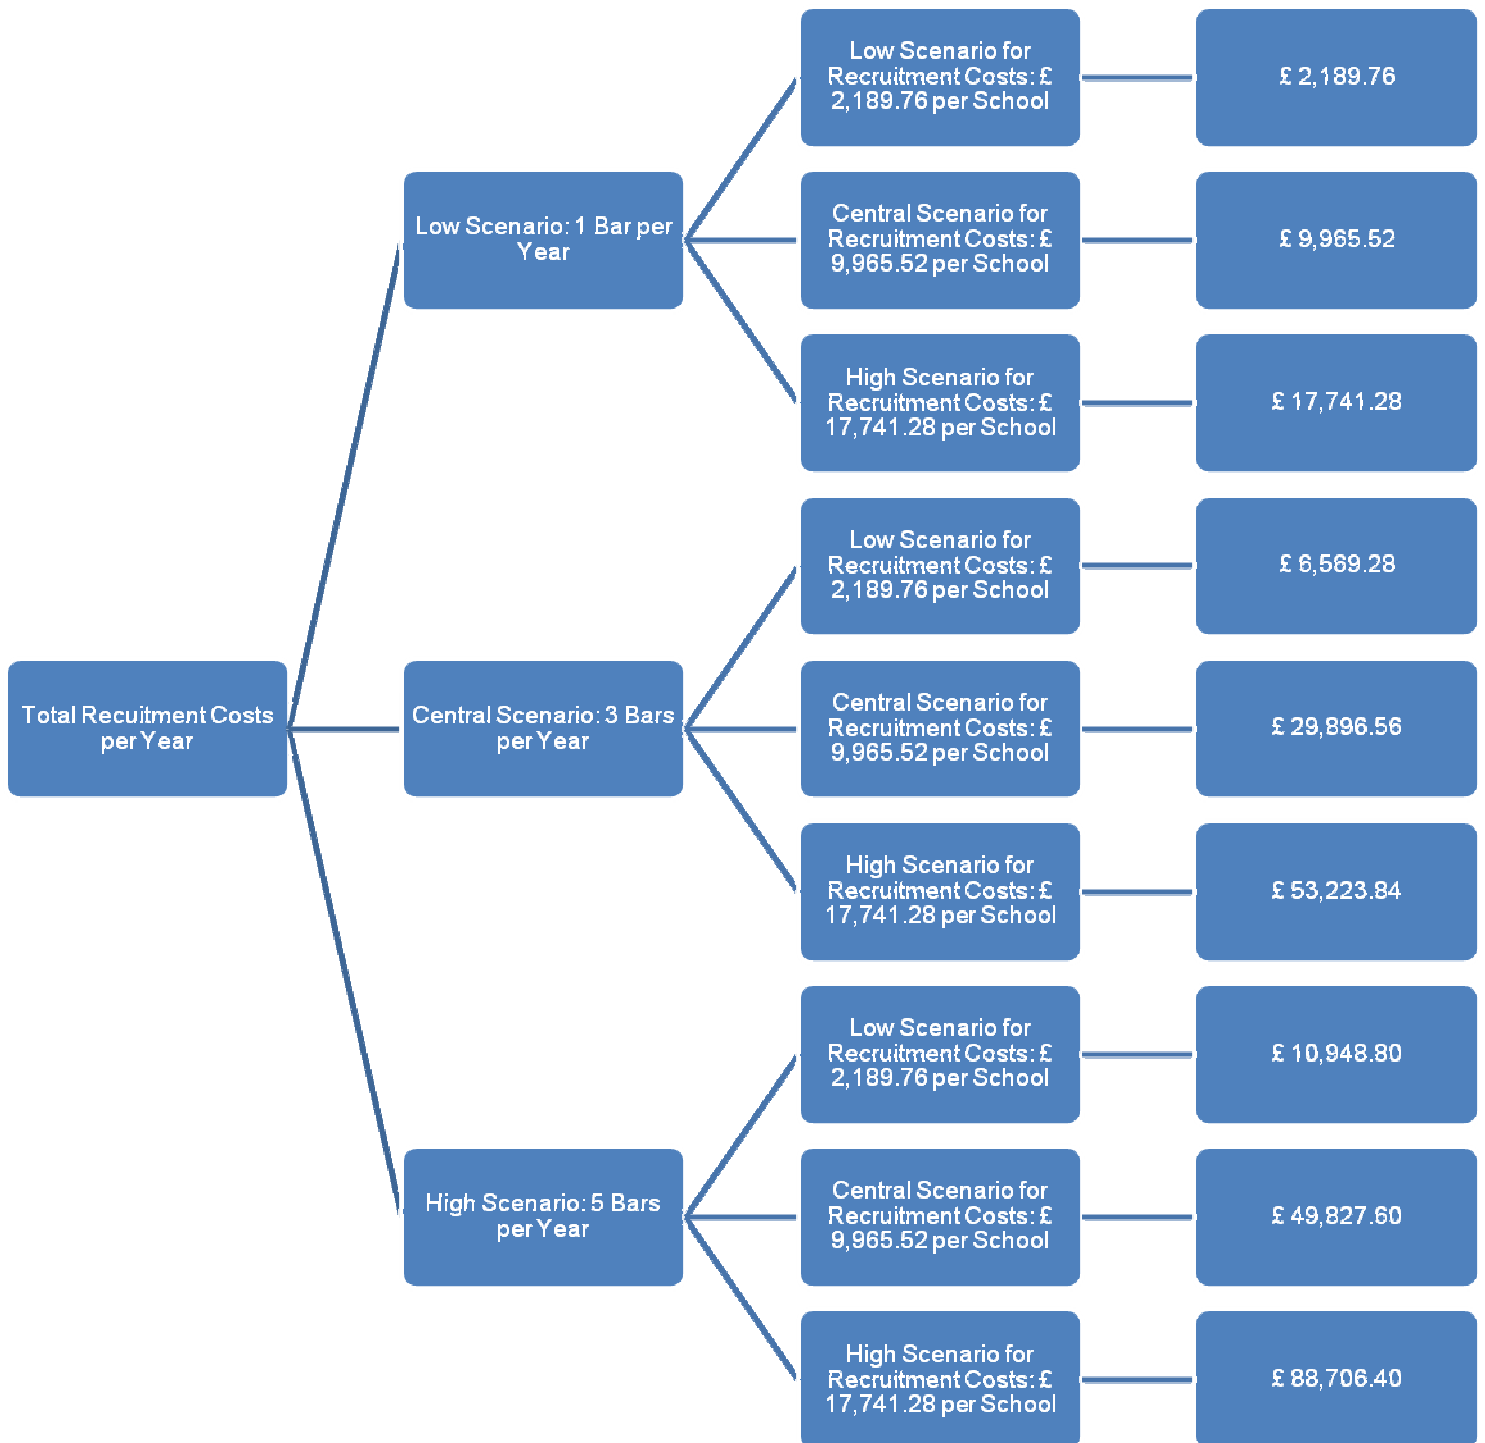 Total Recuitment Costs
per Year
Low Scenario: 1 Bar per
Year
Low Scenario for
Recruitment Costs: £
2,189.76 per School
£ 2,189.76
Central Scenario for
Recruitment Costs: £
9,965.52 per School
£ 9,965.52
High Scenario for
Recruitment Costs: £
17,741.28 per School
£ 17,741.28
Central Scenario: 3 Bars
per Year
Low Scenario for
Recruitment Costs: £
2,189.76 per School
£ 6,569.28
Central Scenario for
Recruitment Costs: £
9,965.52 per School
£ 29,896.56
High Scenario for
Recruitment Costs: £
17,741.28 per School
£ 53,223.84
High Scenario: 5 Bars
per Year
Low Scenario for
Recruitment Costs: £
2,189.76 per School
£ 10,948.80
Central Scenario for
Recruitment Costs: £
9,965.52 per School
£ 49,827.60
High Scenario for
Recruitment Costs: £
17,741.28 per School
£ 88,706.40